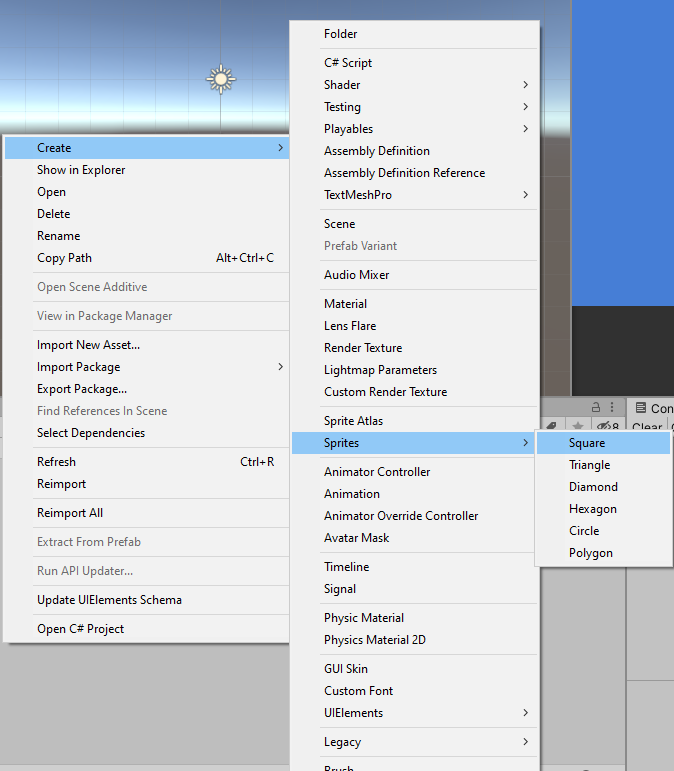 Create
Show in Explorer
Open
Delete
Rename
Copy Path Alt+Ctrl+C
Open Scene Additive
View in Package Manager
Import New Asset...
Import Package
Export Package...
Find References In Scene
Select Dependencies
Refresh Ctrl+R
Reimport
Reimport All
Extract From Prefab
Run API Updater...
Update UIElements Schema
Open C# Project
Folder
C# Script
Shader
Testing
Playables
Assembly Definition
Assembly Definition Reference
TextMeshPro
Scene
Prefab Variant
Audio Mixer
Material
Lens Flare
Render Texture
Lightmap Parameters
Custom Render Texture
Sprite Atlas
Sprites
Animator Controller
Animation
Animator Override Controller
Avatar Mask
Timeline
Signal
Physic Material
Physics Material 2D
GUI Skin
Custom Font
UIElements
Legacy
Brush
Square
Triangle
Diamond
Hexagon
Circle
Polygon
8
Con
Clear